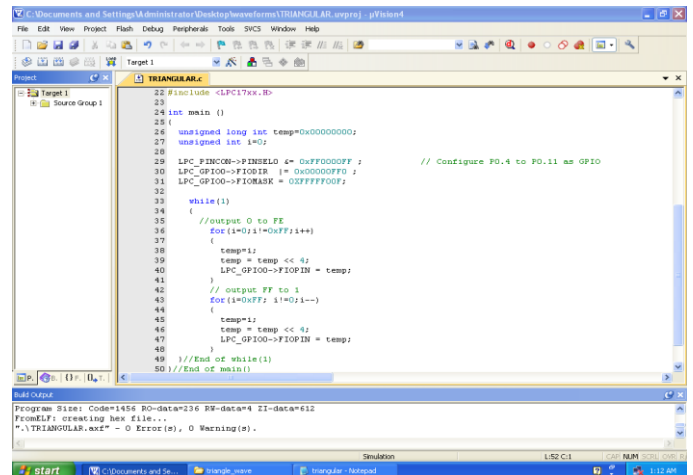 C:\Documents and Settings\Administrator\Desktop\waveforms\TRIANGULAR.uvproj - µVision4
File Edit View Project Flash Debug Peripherals Tools SVCS Window Help
Target 1
Project
TRIANGULAR.c
Target 1
Source Group 1
22 #include <LPC17xx.H>
23
24 int main ()
25 {
26 unsigned long int temp=0x00000000;
27 unsigned int i=0;
28
29 LPC_PINCON->PINSEL0 &= 0xFF0000FF ; // Configure P0.4 to P0.11 as GPIO
30 LPC_GPIO0->FIODIR |= 0x00000FF0 ;
31 LPC_GPIO0->FIOMASK = 0XFFFFF00F;
32
33 while(1)
34 {
35 //output 0 to FE
36 for(i=0;i!=0xFF;i++)
37 {
38 temp=i;
39 temp = temp << 4;
40 LPC_GPIO0->FIOPIN = temp;
41 }
42 // output FF to 1
43 for(i=0xFF; i!=0;i--)
44 {
45 temp=i;
46 temp = temp << 4;
47 LPC_GPIO0->FIOPIN = temp;
48 }
49 }//End of while(1)
50 }//End of main()
Build Output
Program Size: Code=1456 RO-data=236 RW-data=4 ZI-data=612
FromELF: creating hex file...
".\TRIANGULAR.axf" - 0 Error(s), 0 Warning(s).
Simulation L:52 C:1 CAP NUM SCRL OVR
start C:\Documents and Se... triangle_wave triangular - Notepad 1:12 AM